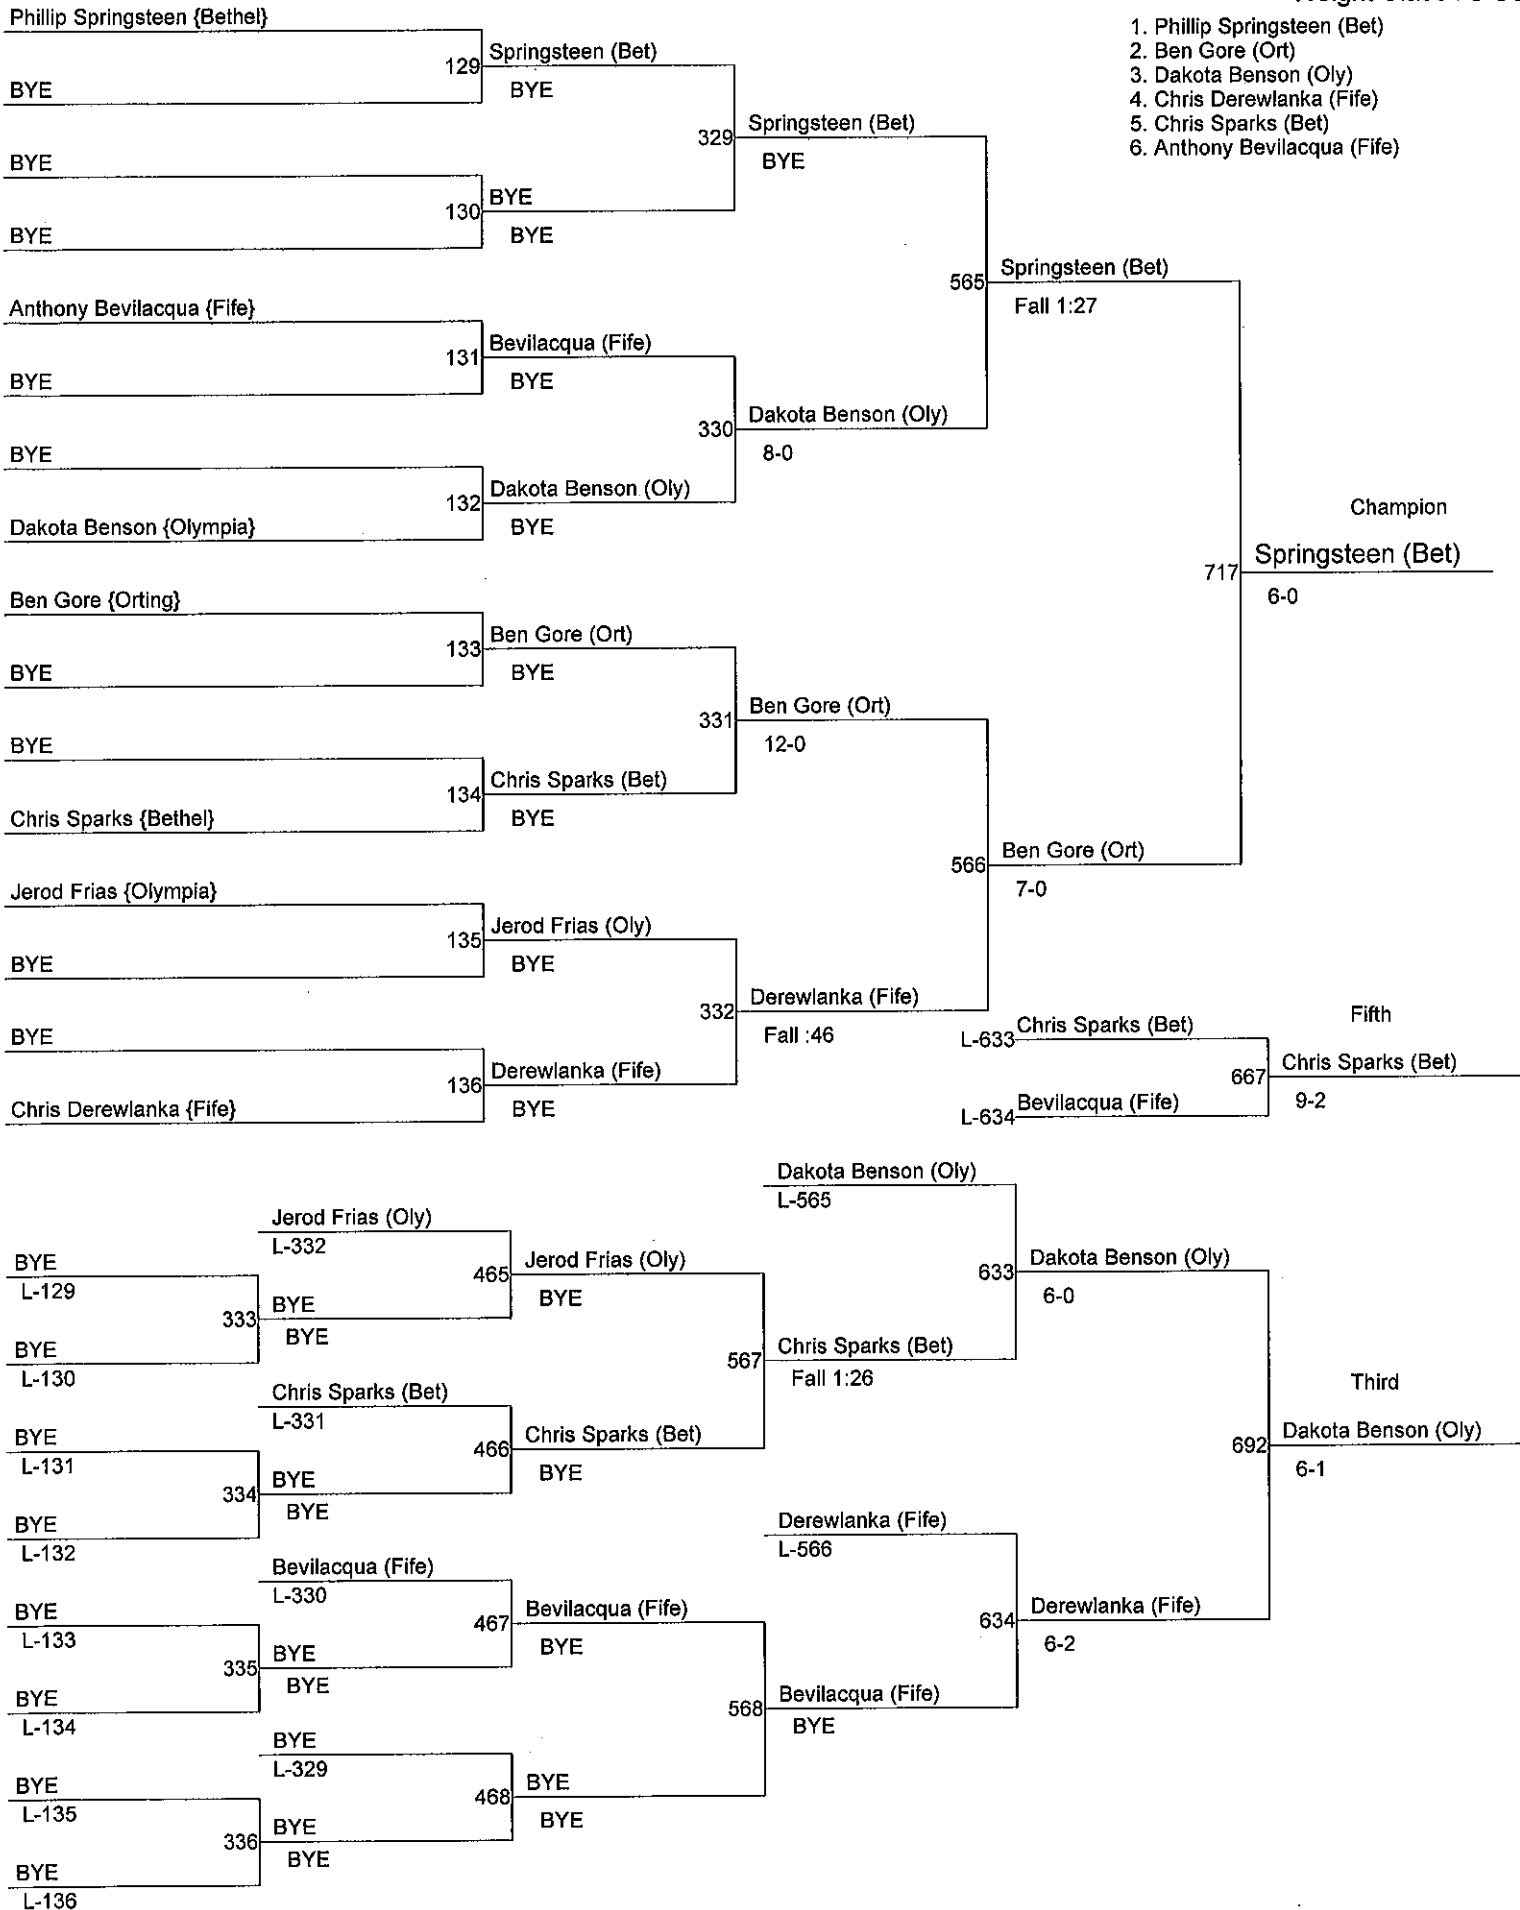 1. Phillip Springsteen (Bet)
2. Ben Gore (Ort)
3. Dakota Benson (Oly)
4. Chris Derewlanka (Fife)
5. Chris Sparks (Bet)
6. Anthony Bevilacqua (Fife)
Phillip Springsteen {Bethel}
BYE
129
Springsteen (Bet)
BYE
BYE
BYE
130
BYE
BYE
329
Springsteen (Bet)
BYE
Anthony Bevilacqua {Fife}
BYE
131
Bevilacqua (Fife)
BYE
BYE
Dakota Benson {Olympia}
132
Dakota Benson (Oly)
BYE
330
Dakota Benson (Oly)
8-0
565
Springsteen (Bet)
Fall 1:27
Ben Gore {Orting}
BYE
133
Ben Gore (Ort)
BYE
BYE
Chris Sparks {Bethel}
134
Chris Sparks (Bet)
BYE
331
Ben Gore (Ort)
12-0
Jerod Frias {Olympia}
BYE
135
Jerod Frias (Oly)
BYE
BYE
Chris Derewlanka {Fife}
136
Derewlanka (Fife)
BYE
332
Derewlanka (Fife)
Fall :46
566
Ben Gore (Ort)
7-0
Champion
717
Springsteen (Bet)
6-0
Fifth
L-633
Chris Sparks (Bet)
L-634
Bevilacqua (Fife)
667
Chris Sparks (Bet)
9-2
BYE
L-129
BYE
L-130
333
Jerod Frias (Oly)
L-332
BYE
BYE
465
Jerod Frias (Oly)
BYE
BYE
L-131
BYE
L-132
334
Chris Sparks (Bet)
L-331
BYE
BYE
466
Chris Sparks (Bet)
BYE
567
Dakota Benson (Oly)
L-565
Chris Sparks (Bet)
Fall 1:26
633
Dakota Benson (Oly)
6-0
BYE
L-133
BYE
L-134
335
Bevilacqua (Fife)
L-330
BYE
BYE
467
Bevilacqua (Fife)
BYE
BYE
L-135
BYE
L-136
336
BYE
L-329
BYE
BYE
468
BYE
BYE
568
Derewlanka (Fife)
L-566
Bevilacqua (Fife)
BYE
634
Derewlanka (Fife)
6-2
Third
692
Dakota Benson (Oly)
6-1